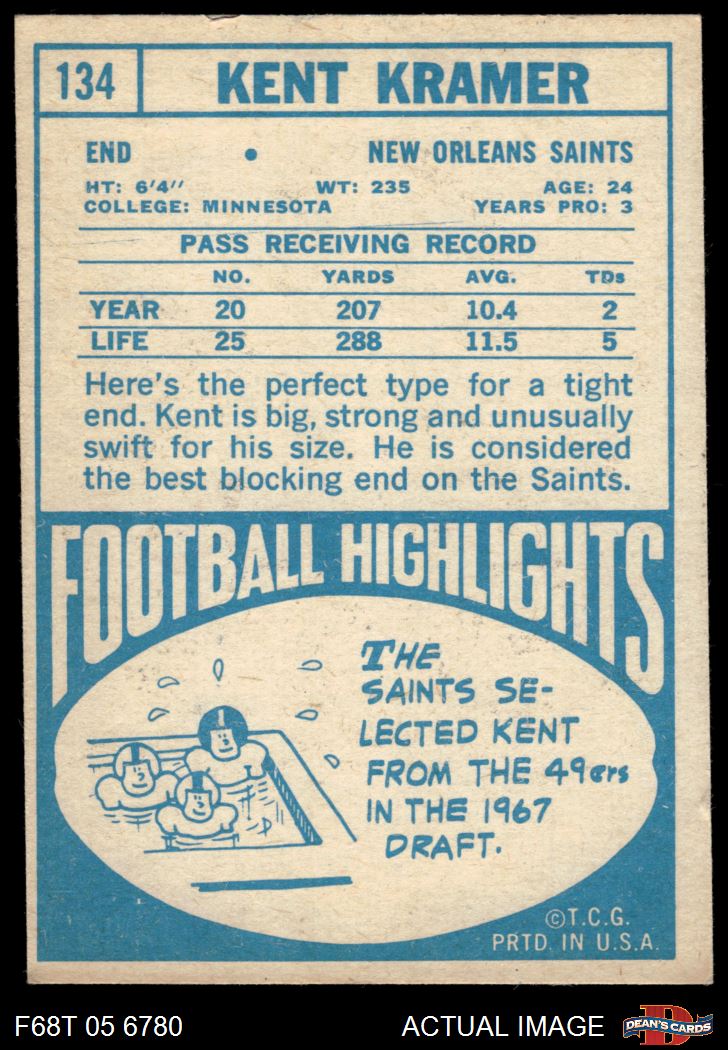 134 KENT KRAMER
END • NEW ORLEANS SAINTS
HT: 6'4" WT: 235 AGE: 24
COLLEGE: MINNESOTA YEARS PRO: 3
PASS RECEIVING RECORD
NO. YARDS AVG. TDs
YEAR 20 207 10.4 2
LIFE 25 288 11.5 5
Here's the perfect type for a tight
end. Kent is big, strong and unusually
swift for his size. He is considered
the best blocking end on the Saints.
FOOTBALL HIGHLIGHTS
THE
SAINTS SE-
LECTED KENT
FROM THE 49ers
IN THE 1967
DRAFT.
©T.C.G.
PRTD. IN U.S.A.
F68T 05 6780 ACTUAL IMAGE D DEAN'S CARDS